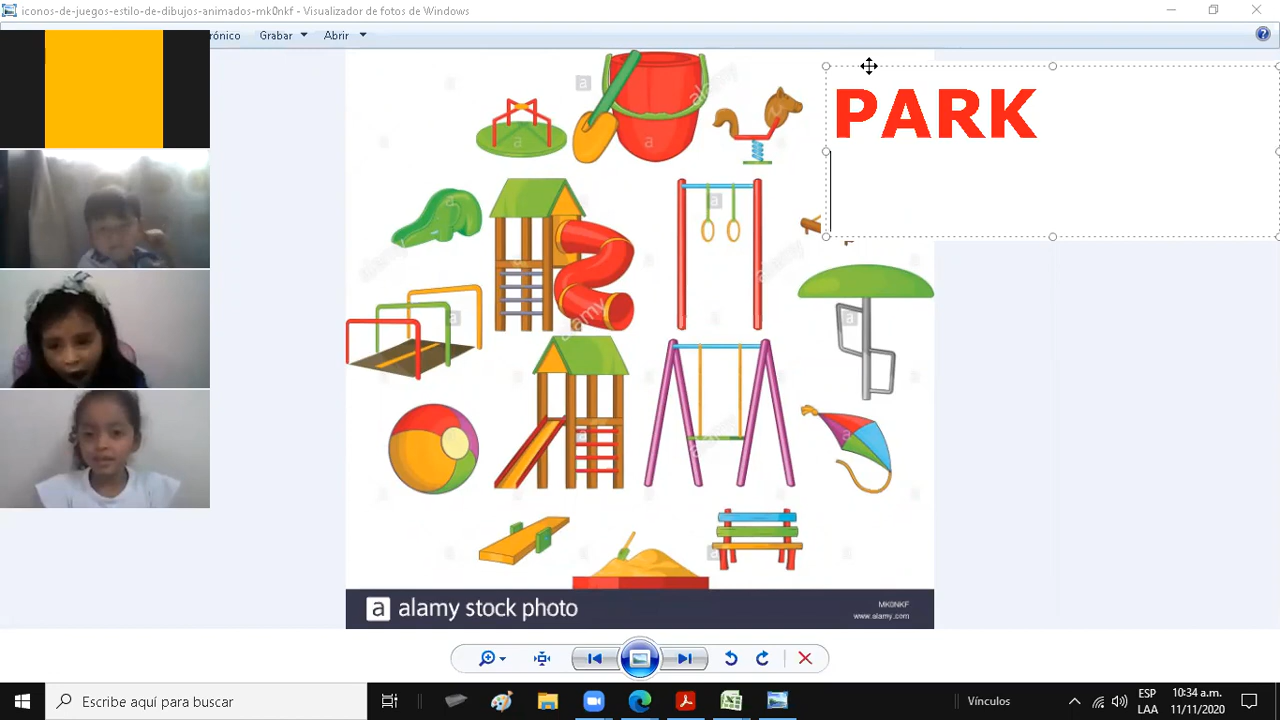 iconos-de-juegos-estilo-de-dibujos-animados-mk0nkf - Visualizador de fotos de Windows
rónico Grabar Abrir
PARK
a alamy stock photo
MK0NKF
www.alamy.com
Escribe aquí para buscar
Vínculos
ESP
LAA
10:34 a.m.
11/11/2020